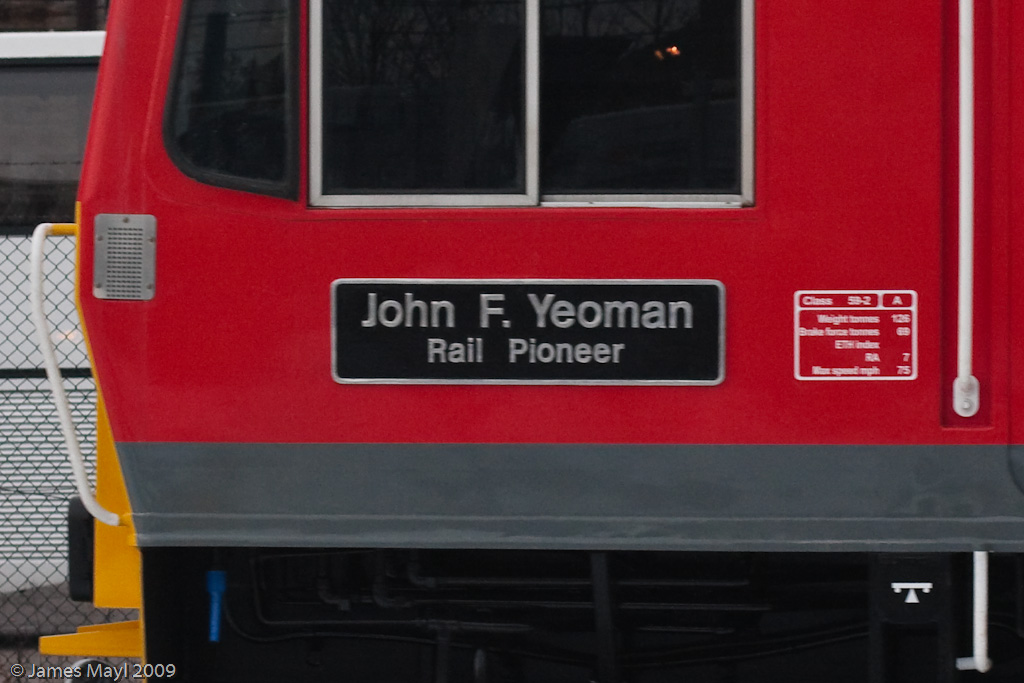 John F. Yeoman
Rail Pioneer
Class 59-2 A
Weight tonnes 126
Brake force tonnes 69
ETH Index
RA 7
Max speed mph 75
© James Mayl 2009